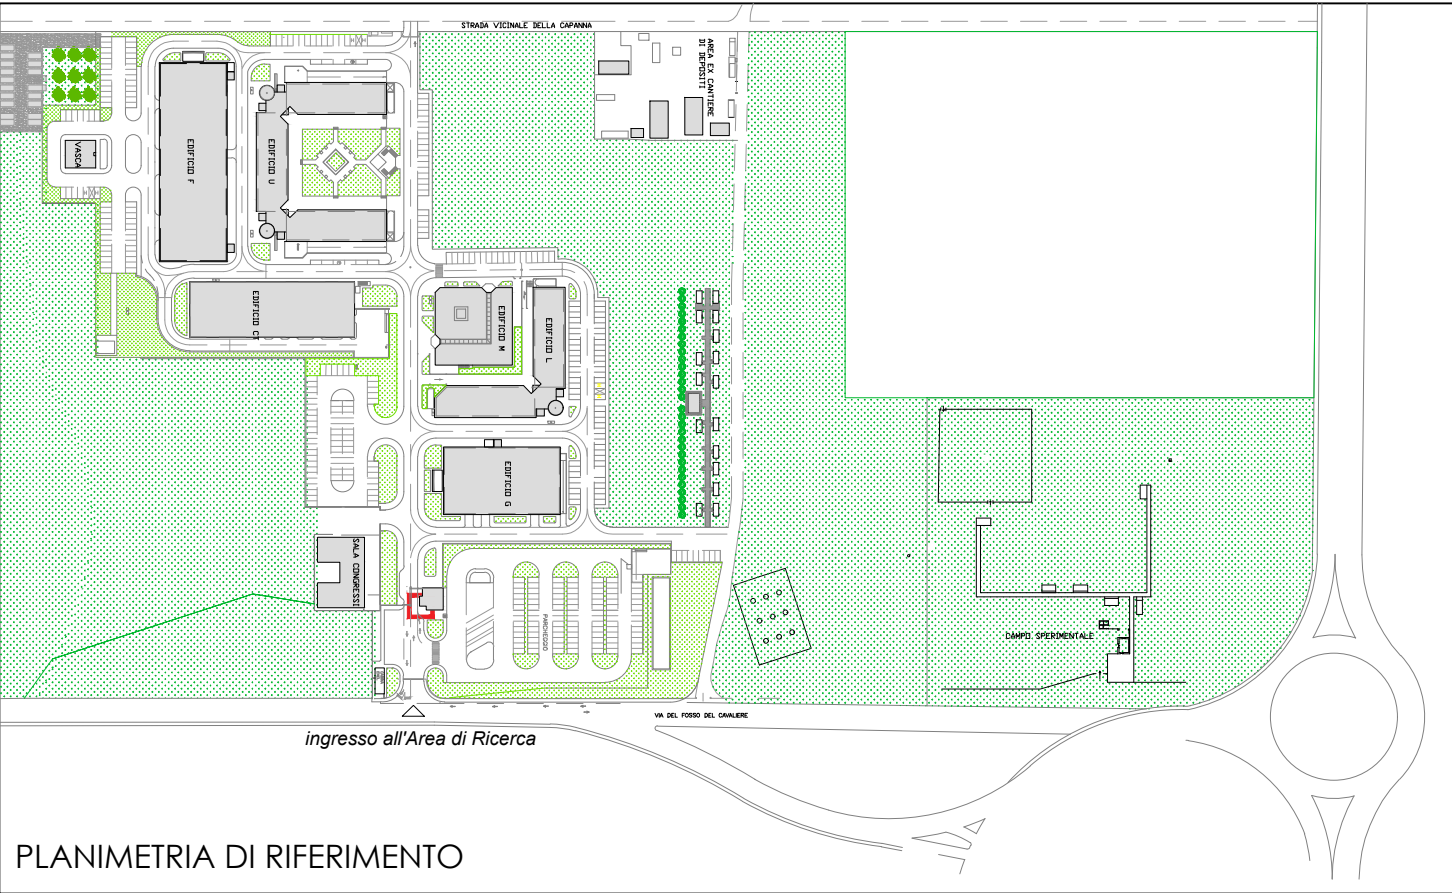 STRADA VICINALE DELLA CAPANNA
AREA EX CANTIERE
DI DEPOSITI
VASCA
EDIFICIO F
EDIFICIO U
EDIFICIO CT
EDIFICIO M
EDIFICIO L
EDIFICIO G
SALA CONGRESSI
PARCHEGGIO
CAMPO SPERIMENTALE
VIA DEL FOSSO DEL CAVALIERE
ingresso all'Area di Ricerca
PLANIMETRIA DI RIFERIMENTO